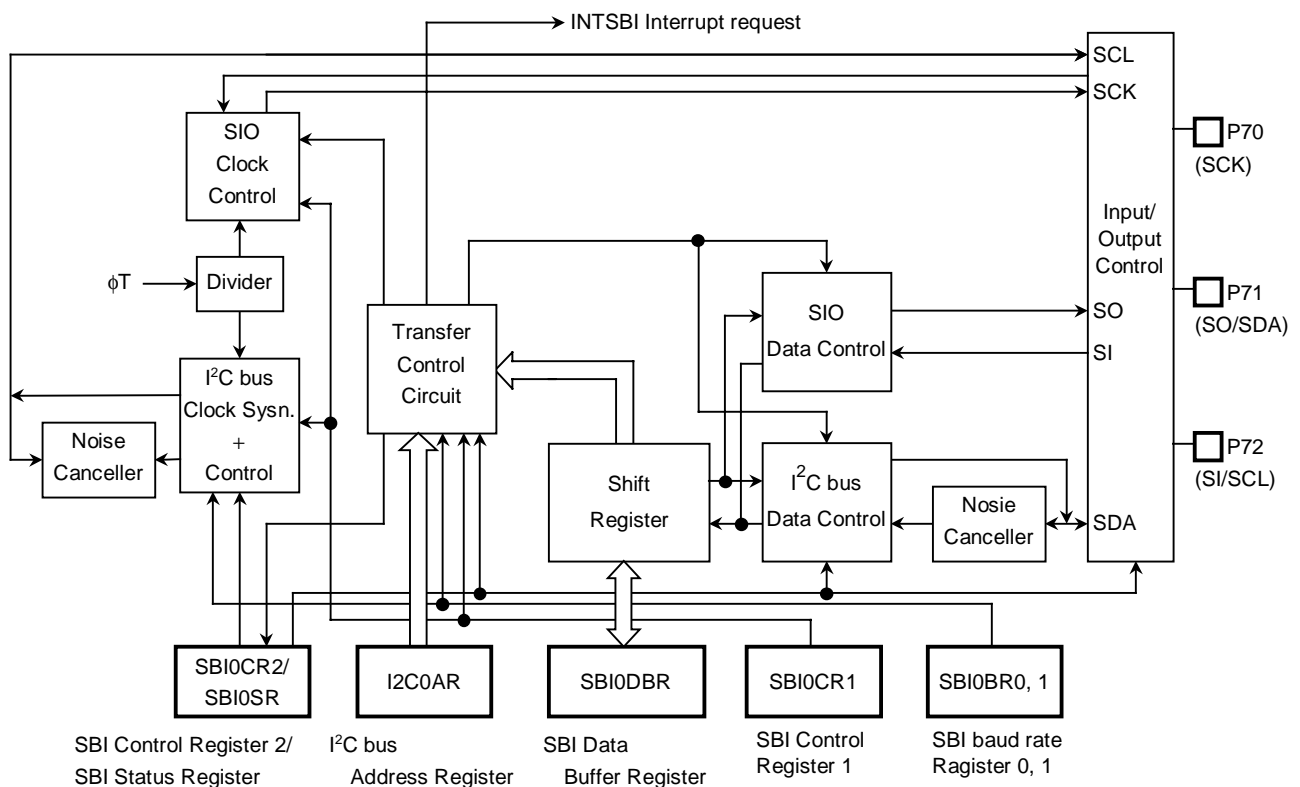 INTSBI Interrupt request
SCL
SCK
SIO
Clock
Control
P70
(SCK)
Input/
Output
Control
ϕT
Divider
P71
(SO/SDA)
SO
SI
SIO
Data Control
Transfer
Control
Circuit
I²C bus
Clock Sysn.
+
Control
Noise
Canceller
P72
(SI/SCL)
Shift
Register
I²C bus
Data Control
Nosie
Canceller
SDA
SBI0CR2/
SBI0SR
I2C0AR
SBI0DBR
SBI0CR1
SBI0BR0, 1
SBI Control Register 2/
SBI Status Register
I²C bus
Address Register
SBI Data
Buffer Register
SBI Control
Register 1
SBI baud rate
Ragister 0, 1